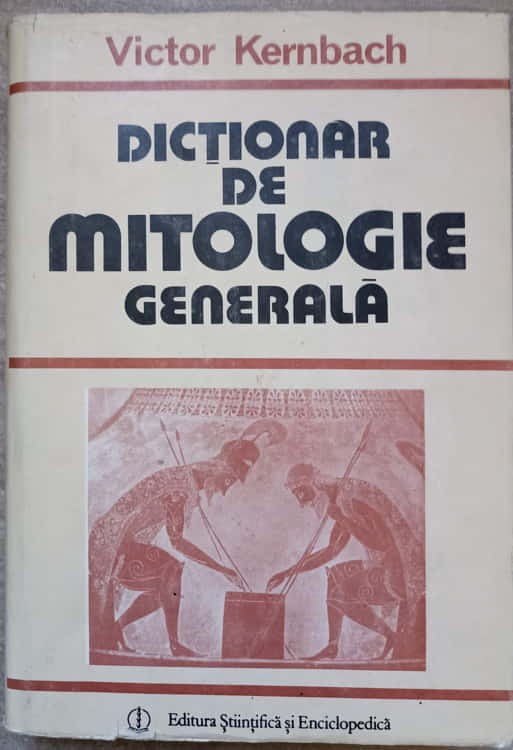 Victor Kernbach
DICȚIONAR
DE
MITOLOGIE
GENERALĂ
Editura Științifică și Enciclopedică